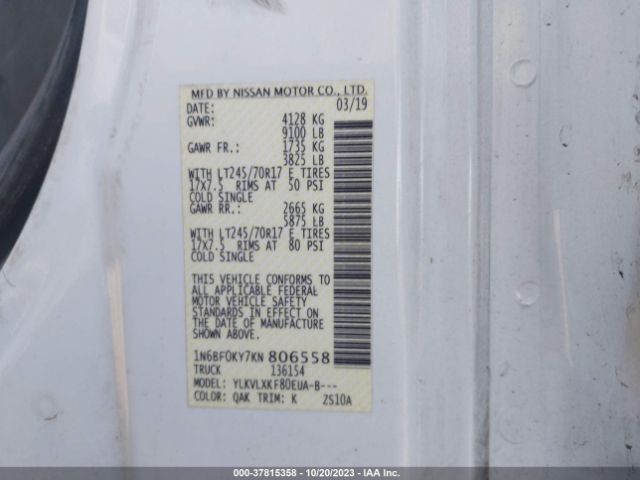 MFD BY NISSAN MOTOR CO., LTD.
DATE: 03/19
GVWR: 4128 KG
9100 LB
GAWR FR.: 1735 KG
3825 LB
WITH LT245/70R17 E TIRES
17X7.5 RIMS AT 50 PSI
COLD SINGLE
GAWR RR.: 2665 KG
5875 LB
WITH LT245/70R17 E TIRES
17X7.5 RIMS AT 80 PSI
COLD SINGLE
THIS VEHICLE CONFORMS TO
ALL APPLICABLE FEDERAL
MOTOR VEHICLE SAFETY
STANDARDS IN EFFECT ON
THE DATE OF MANUFACTURE
SHOWN ABOVE.
1N6BF0KY7KN 806558
TRUCK 136154
MODEL: YLKVLXKF80EUA-B---
COLOR: QAK TRIM: K 2S10A
000-37815358 - 10/20/2023 - IAA Inc.